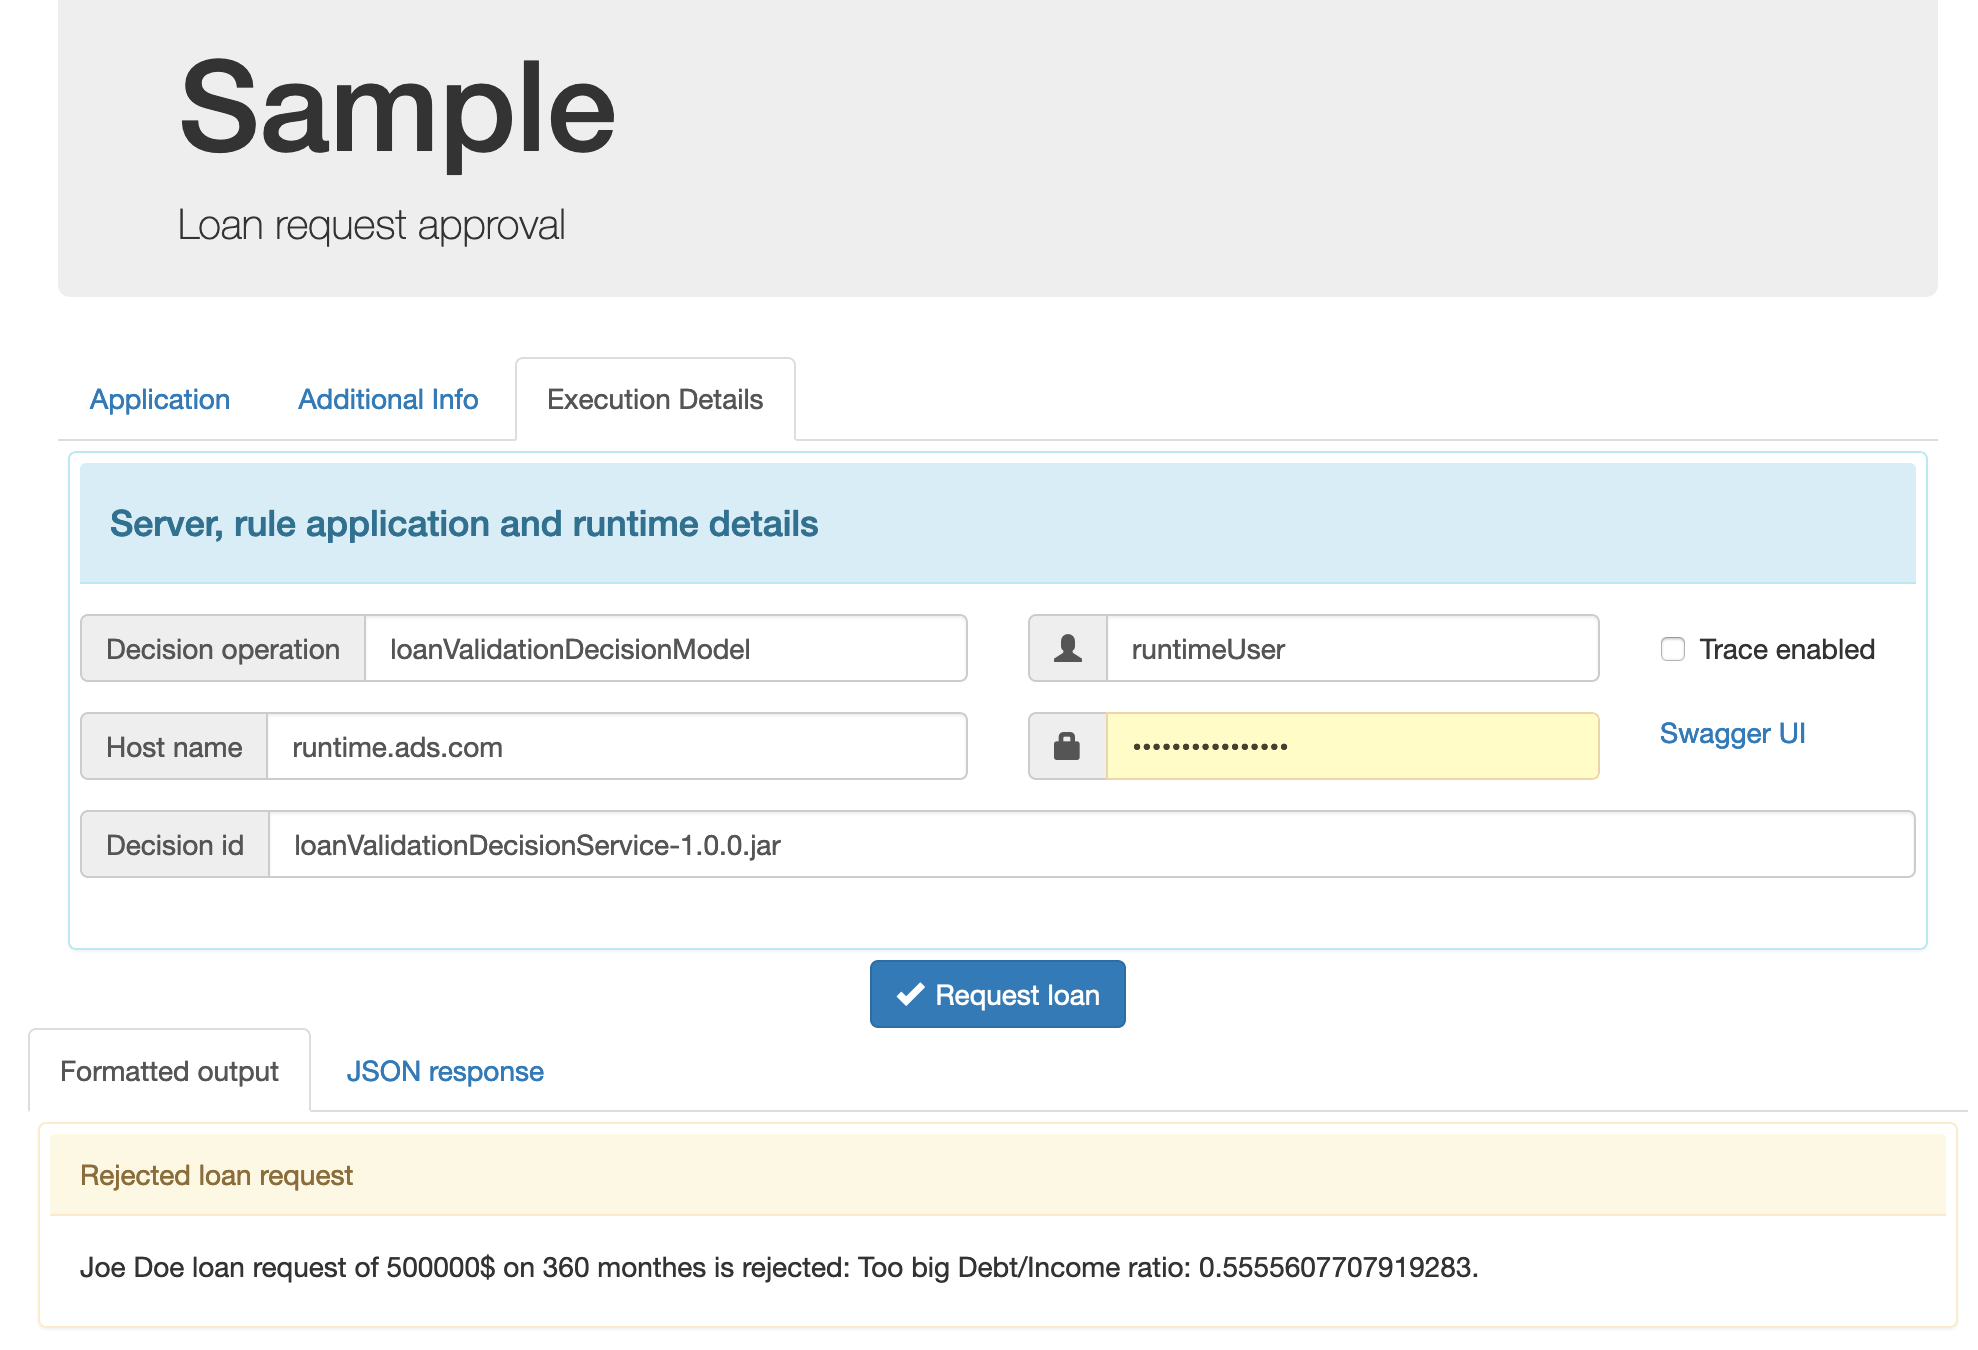 Sample
Loan request approval
Application Additional Info Execution Details
Server, rule application and runtime details
Decision operation loanValidationDecisionModel runtimeUser Trace enabled
Host name runtime.ads.com •••••••••••••••• Swagger UI
Decision id loanValidationDecisionService-1.0.0.jar
Request loan
Formatted output JSON response
Rejected loan request
Joe Doe loan request of 500000$ on 360 monthes is rejected: Too big Debt/Income ratio: 0.5555607707919283.